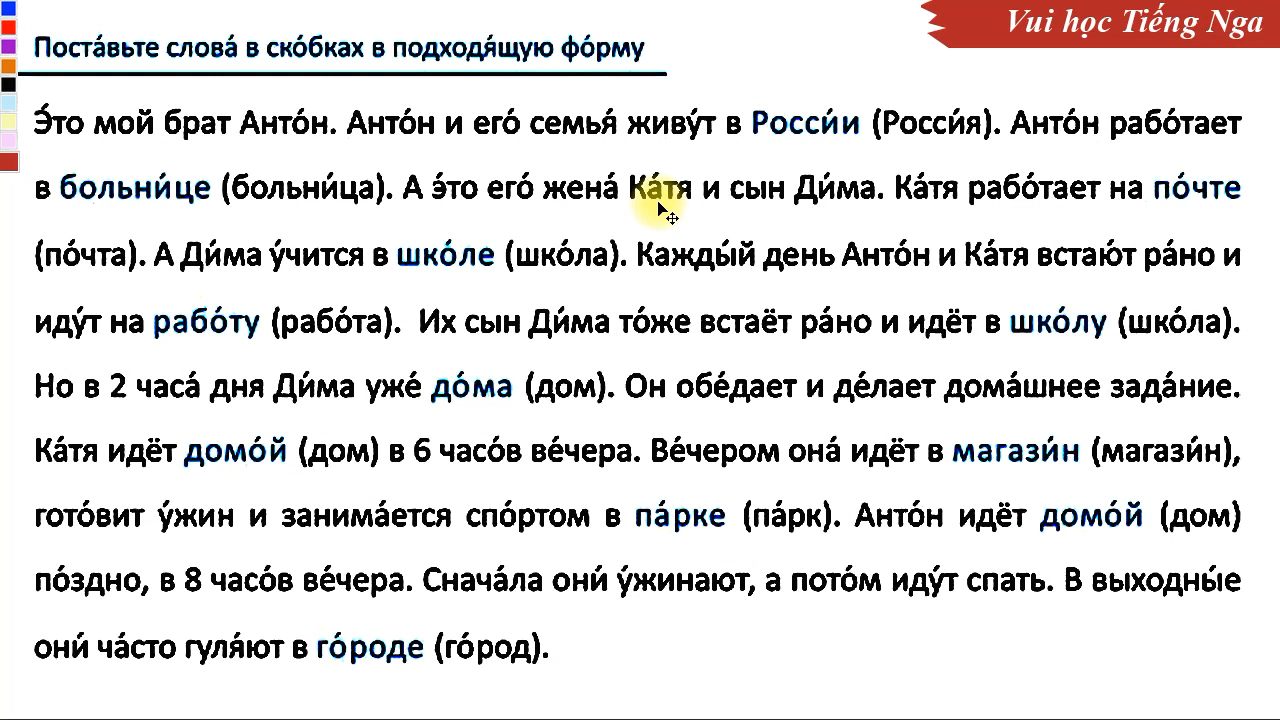 Vui học Tiếng Nga
Поста́вьте слова́ в ско́бках в подходя́щую фо́рму
Э́то мой брат Анто́н. Анто́н и его́ семья́ живу́т в Росси́и (Росси́я). Анто́н рабо́тает
в больни́це (больни́ца). А э́то его́ жена́ Ка́тя и сын Ди́ма. Ка́тя рабо́тает на по́чте
(по́чта). А Ди́ма у́чится в шко́ле (шко́ла). Кажды́й день Анто́н и Ка́тя встаю́т ра́но и
иду́т на рабо́ту (рабо́та). Их сын Ди́ма то́же встаёт ра́но и идёт в шко́лу (шко́ла).
Но в 2 часа́ дня Ди́ма уже́ до́ма (дом). Он обе́дает и де́лает дома́шнее зада́ние.
Ка́тя идёт домо́й (дом) в 6 часо́в ве́чера. Ве́чером она́ идёт в магази́н (магази́н),
гото́вит у́жин и занима́ется спо́ртом в па́рке (па́рк). Анто́н идёт домо́й (дом)
по́здно, в 8 часо́в ве́чера. Снача́ла они́ у́жинают, а пото́м иду́т спать. В выходны́е
они́ ча́сто гуля́ют в го́роде (го́род).